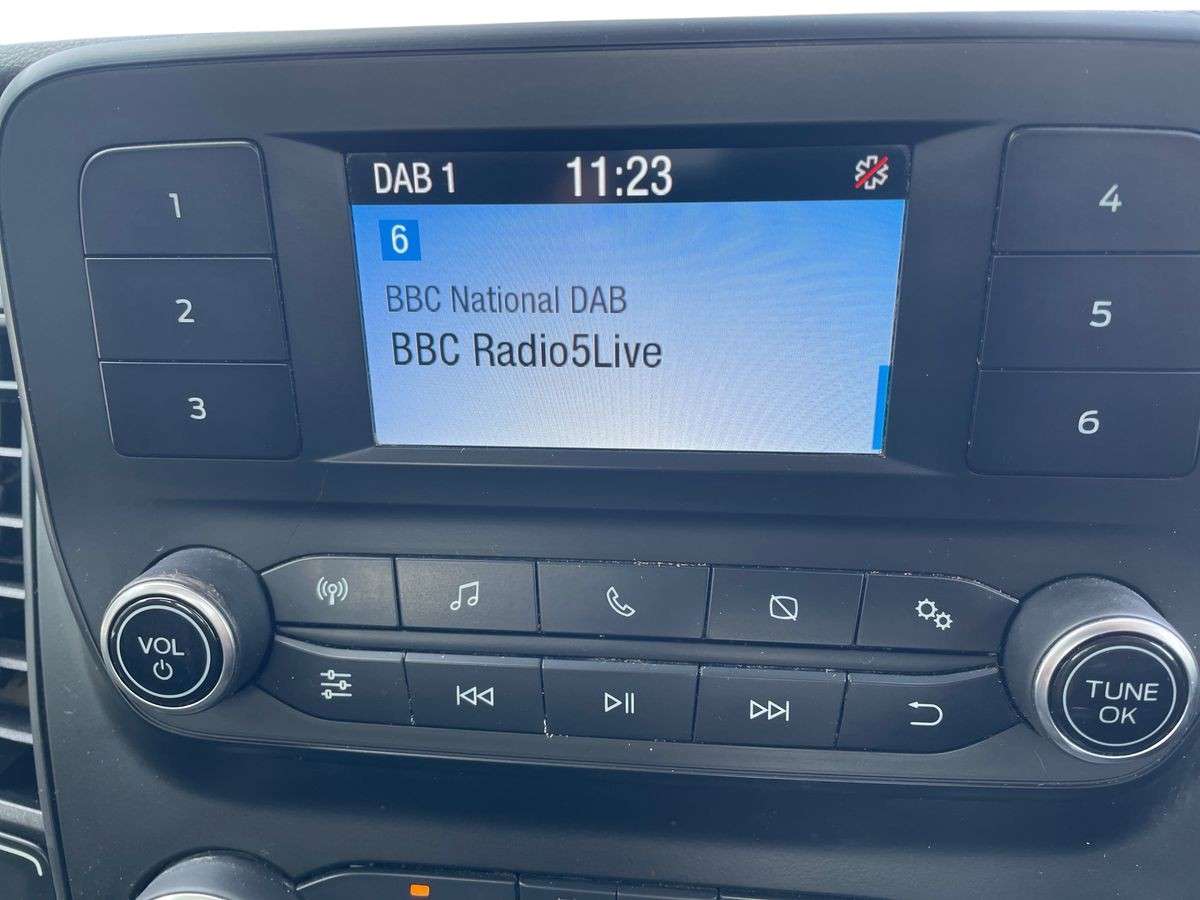 DAB 1 11:23
6
BBC National DAB
BBC Radio5Live
1
2
3
4
5
6
VOL
TUNE
OK